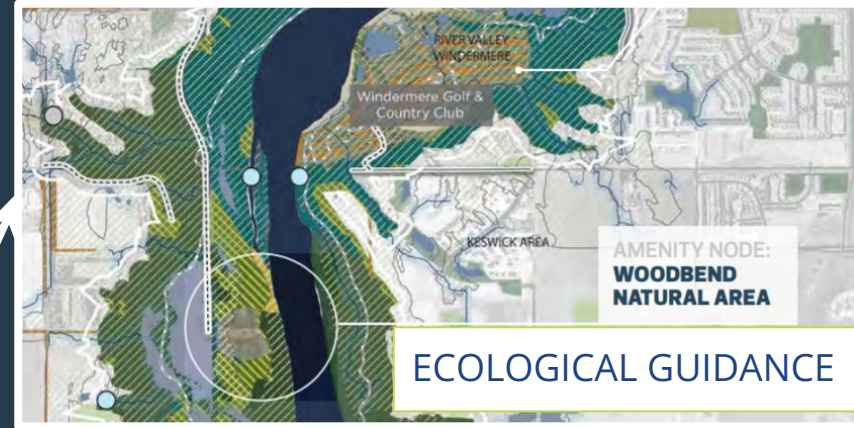 RIVER VALLEY
WINDERMERE
Windermere Golf &
Country Club
KESWICK AREA
AMENITY NODE:
WOODBEND
NATURAL AREA
ECOLOGICAL GUIDANCE